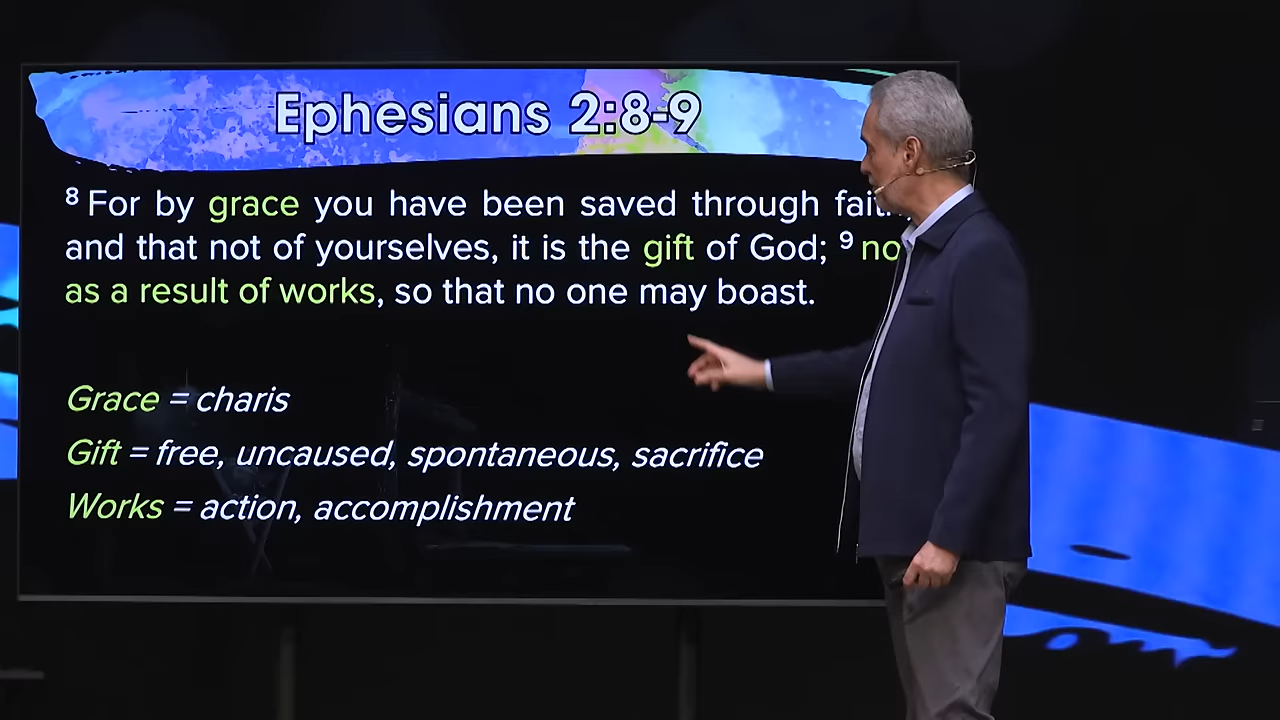 Ephesians 2:8-9
⁸ For by grace you have been saved through
and that not of yourselves, it is the gift of God; ⁹
as a result of works, so that no one may boast.
Grace = charis
Gift = free, uncaused, spontaneous, sacrifice
Works = action, accomplishment